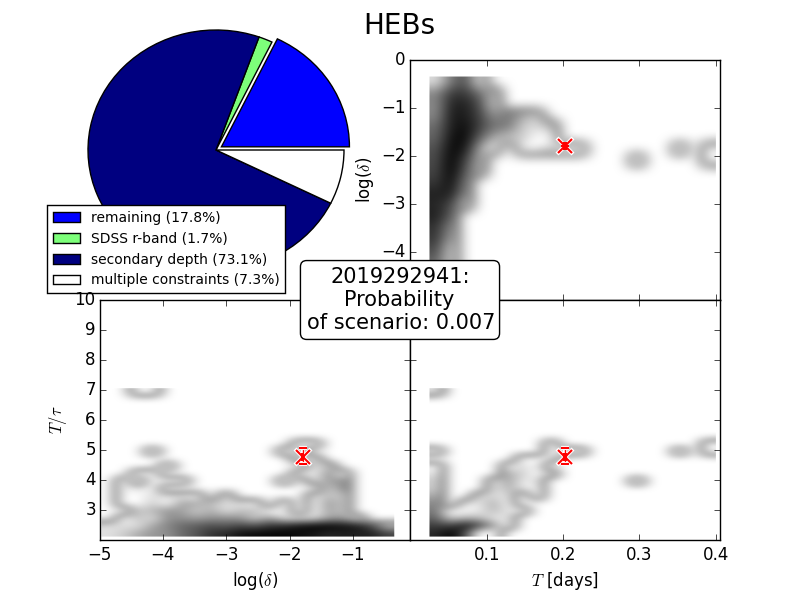 HEBs
remaining (17.8%)
SDSS r-band (1.7%)
secondary depth (73.1%)
multiple constraints (7.3%)
0
−1
−2
−3
−4
log(δ)
2019292941:
Probability
of scenario: 0.007
10
9
8
7
6
5
4
3
T/τ
−5 −4 −3 −2 −1
log(δ)
0.1 0.2 0.3 0.4
T [days]